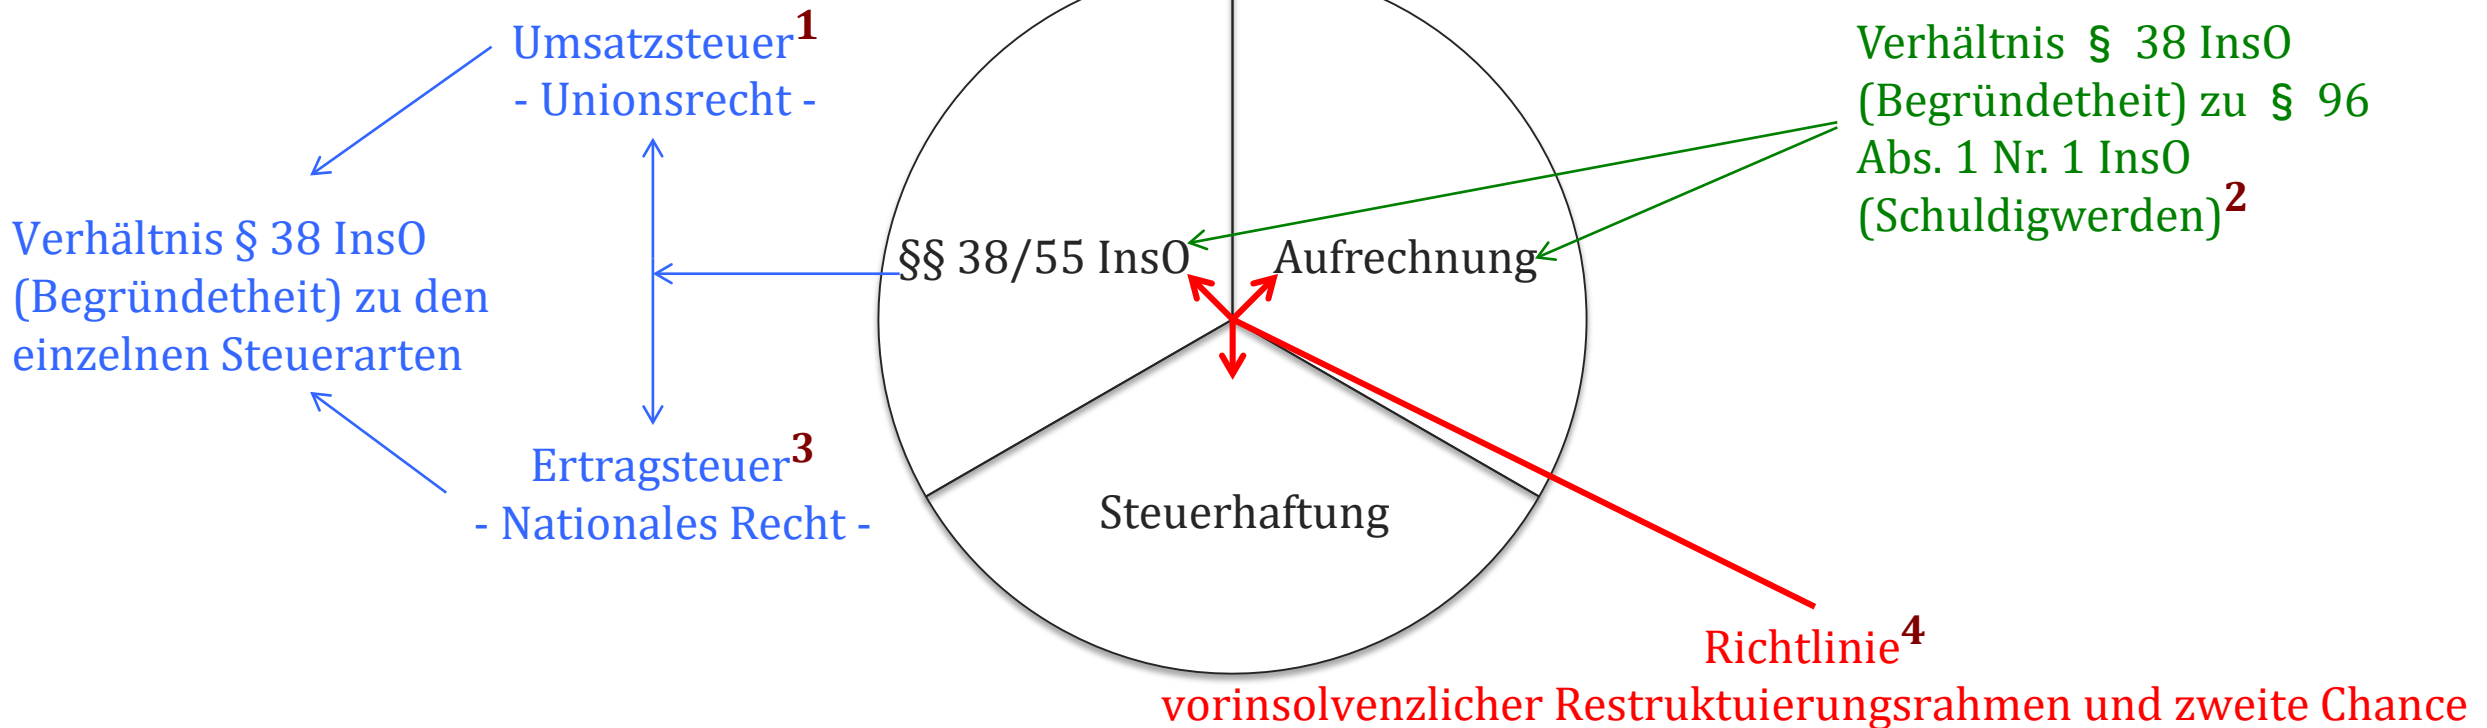 Umsatzsteuer1
- Unionsrecht -
Verhältnis § 38 InsO
(Begründetheit) zu den
einzelnen Steuerarten
Ertragsteuer3
- Nationales Recht -
§§ 38/55 InsO
Aufrechnung
Steuerhaftung
Verhältnis § 38 InsO
(Begründetheit) zu § 96
Abs. 1 Nr. 1 InsO
(Schuldigwerden)2
Richtlinie4
vorinsolvenzlicher Restruktuierungsrahmen und zweite Chance